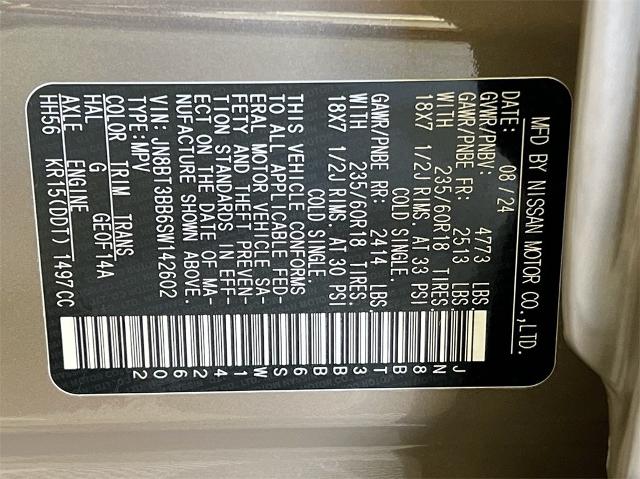 MFD BY NISSAN MOTOR CO.,LTD.
DATE: 08/24
GVWR/PNBV: 4773 LBS.
GAWR/PNBE FR: 2513 LBS.
WITH 235/60R18 TIRES.
18X7 1/2J RIMS. AT 33 PSI
COLD SINGLE.
GAWR/PNBE RR: 2414 LBS.
WITH 235/60R18 TIRES.
18X7 1/2J RIMS. AT 30 PSI
COLD SINGLE.
THIS VEHICLE CONFORMS
TO ALL APPLICABLE FED-
ERAL MOTOR VEHICLE SA-
FETY AND THEFT PREVEN-
TION STANDARDS IN EFF-
ECT ON THE DATE OF MA-
NUFACTURE SHOWN ABOVE.
VIN: JN8BT3BB6SW142602
TYPE:MPV
COLOR TRIM TRANS
HAL G GE0F14A
AXLE ENGINE
HH56 KR15(DDT) 1497CC
JN8BT3BB6SW142602